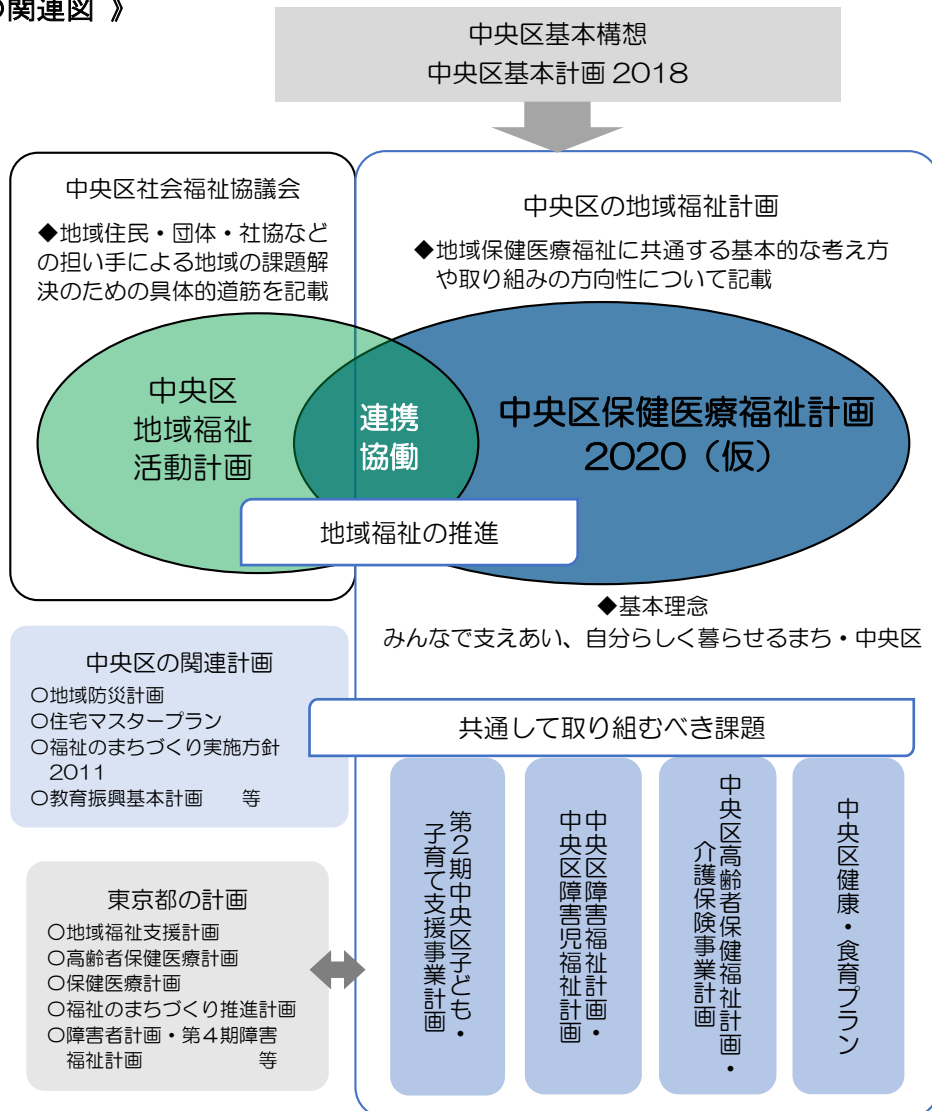 の関連図 》
中央区基本構想
中央区基本計画 2018
中央区社会福祉協議会
◆地域住民・団体・社協など
の担い手による地域の課題解
決のための具体的道筋を記載
中央区の地域福祉計画
◆地域保健医療福祉に共通する基本的な考え方
や取り組みの方向性について記載
中央区
地域福祉
活動計画
連携
協働
中央区保健医療福祉計画
2020（仮）
地域福祉の推進
◆基本理念
みんなで支えあい、自分らしく暮らせるまち・中央区
中央区の関連計画
〇地域防災計画
〇住宅マスタープラン
〇福祉のまちづくり実施方針
2011
〇教育振興基本計画　　等
共通して取り組むべき課題
第２期中央区子ども・
子育て支援事業計画
中央区障害福祉計画・
中央区障害児福祉計画
中央区高齢者保健福祉計画・
介護保険事業計画
中央区健康・食育プラン
東京都の計画
〇地域福祉支援計画
〇高齢者保健医療計画
〇保健医療計画
〇福祉のまちづくり推進計画
〇障害者計画・第４期障害
福祉計画　　　　　等